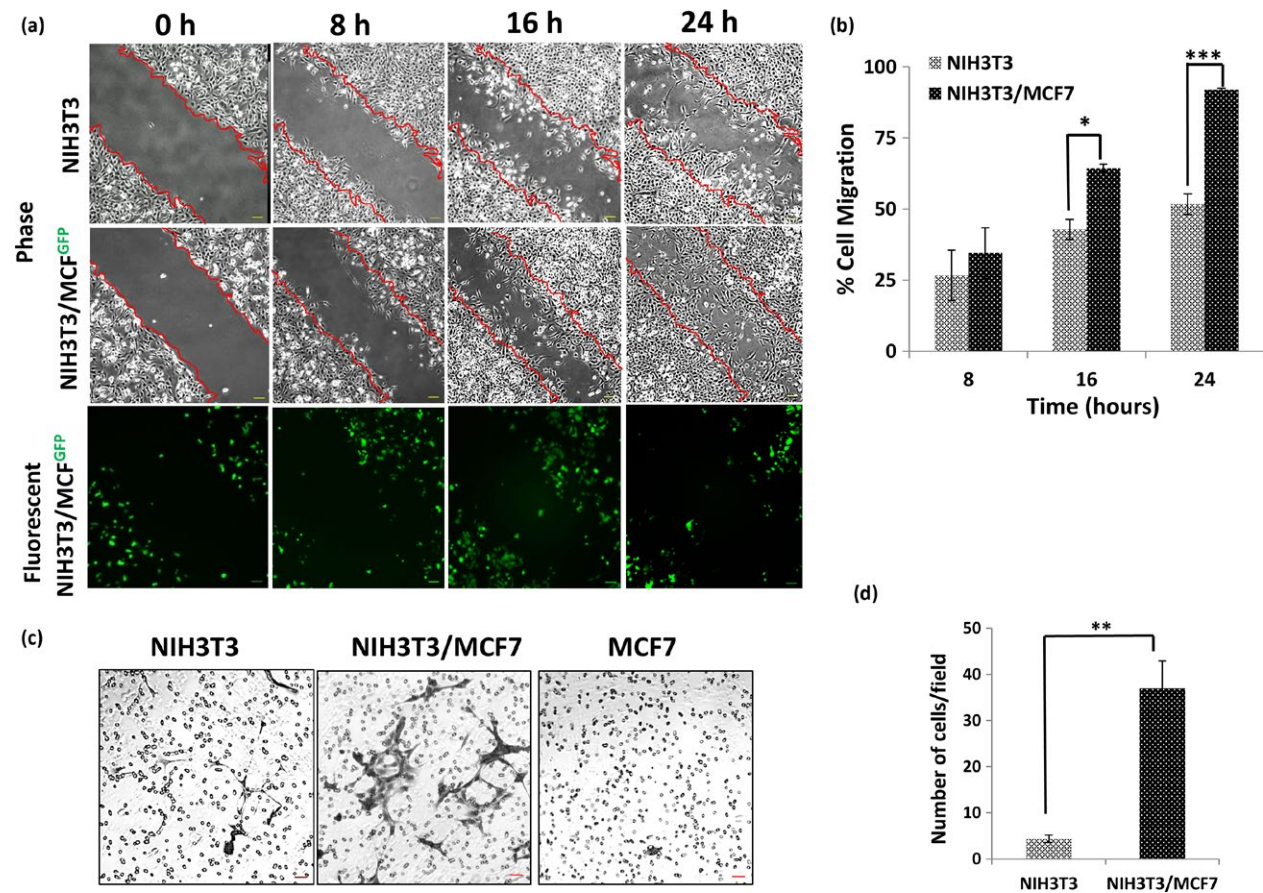 (a)
0 h 8 h 16 h 24 h
Phase
NIH3T3
NIH3T3/MCF^GFP
Fluorescent
NIH3T3/MCF^GFP
(b)
NIH3T3
NIH3T3/MCF7
% Cell Migration
100
75
50
25
0
*
***
8 16 24
Time (hours)
(c)
NIH3T3 NIH3T3/MCF7 MCF7
(d)
Number of cells/field
50
40
30
20
10
0
**
NIH3T3 NIH3T3/MCF7